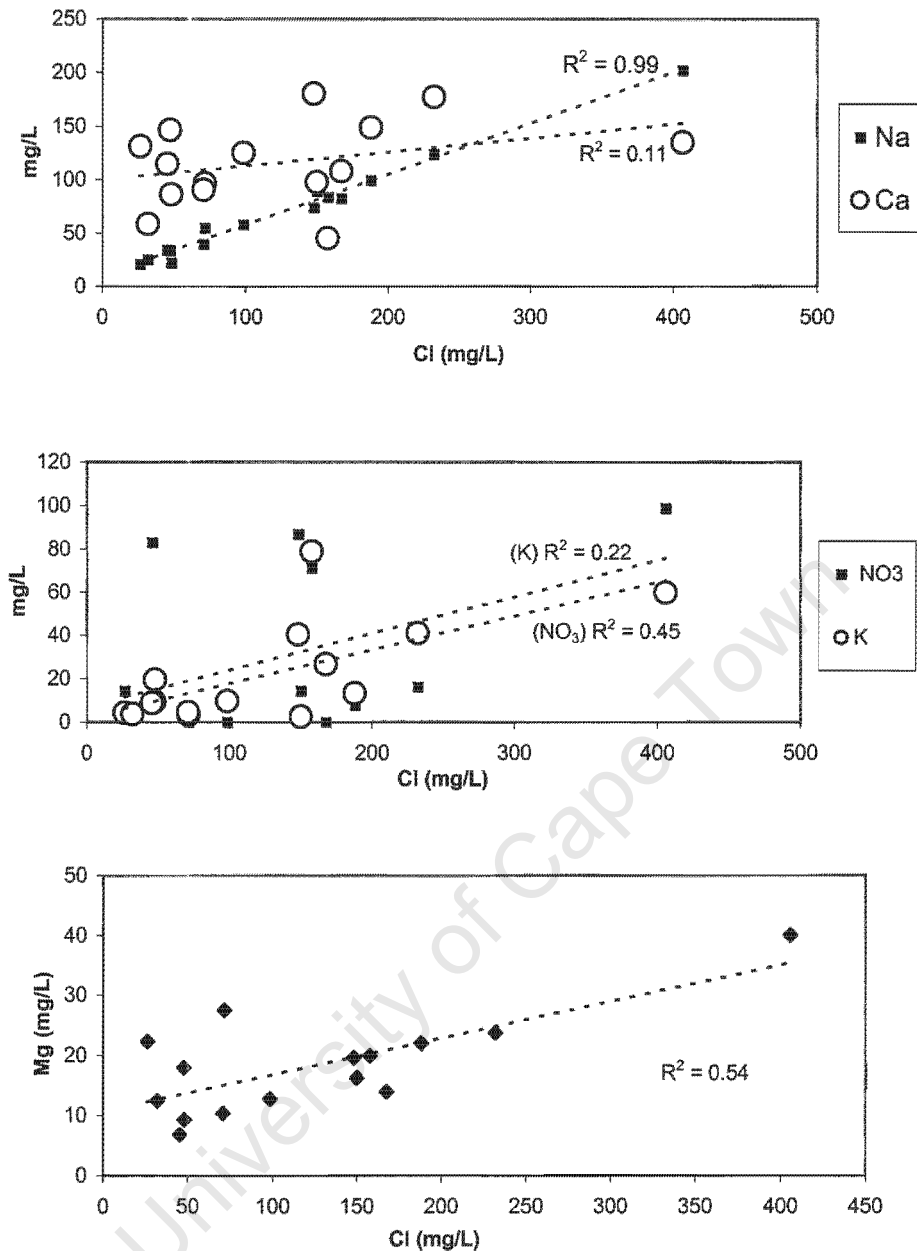 250
200
150
100
50
0
mg/L
R² = 0.99
R² = 0.11
Na
Ca
0 100 200 300 400 500
Cl (mg/L)
120
100
80
60
40
20
0
mg/L
(K) R² = 0.22
(NO₃) R² = 0.45
NO3
K
0 100 200 300 400 500
Cl (mg/L)
50
40
30
20
10
0
Mg (mg/L)
R² = 0.54
0 50 100 150 200 250 300 350 400 450
Cl (mg/L)
University of Cape Town